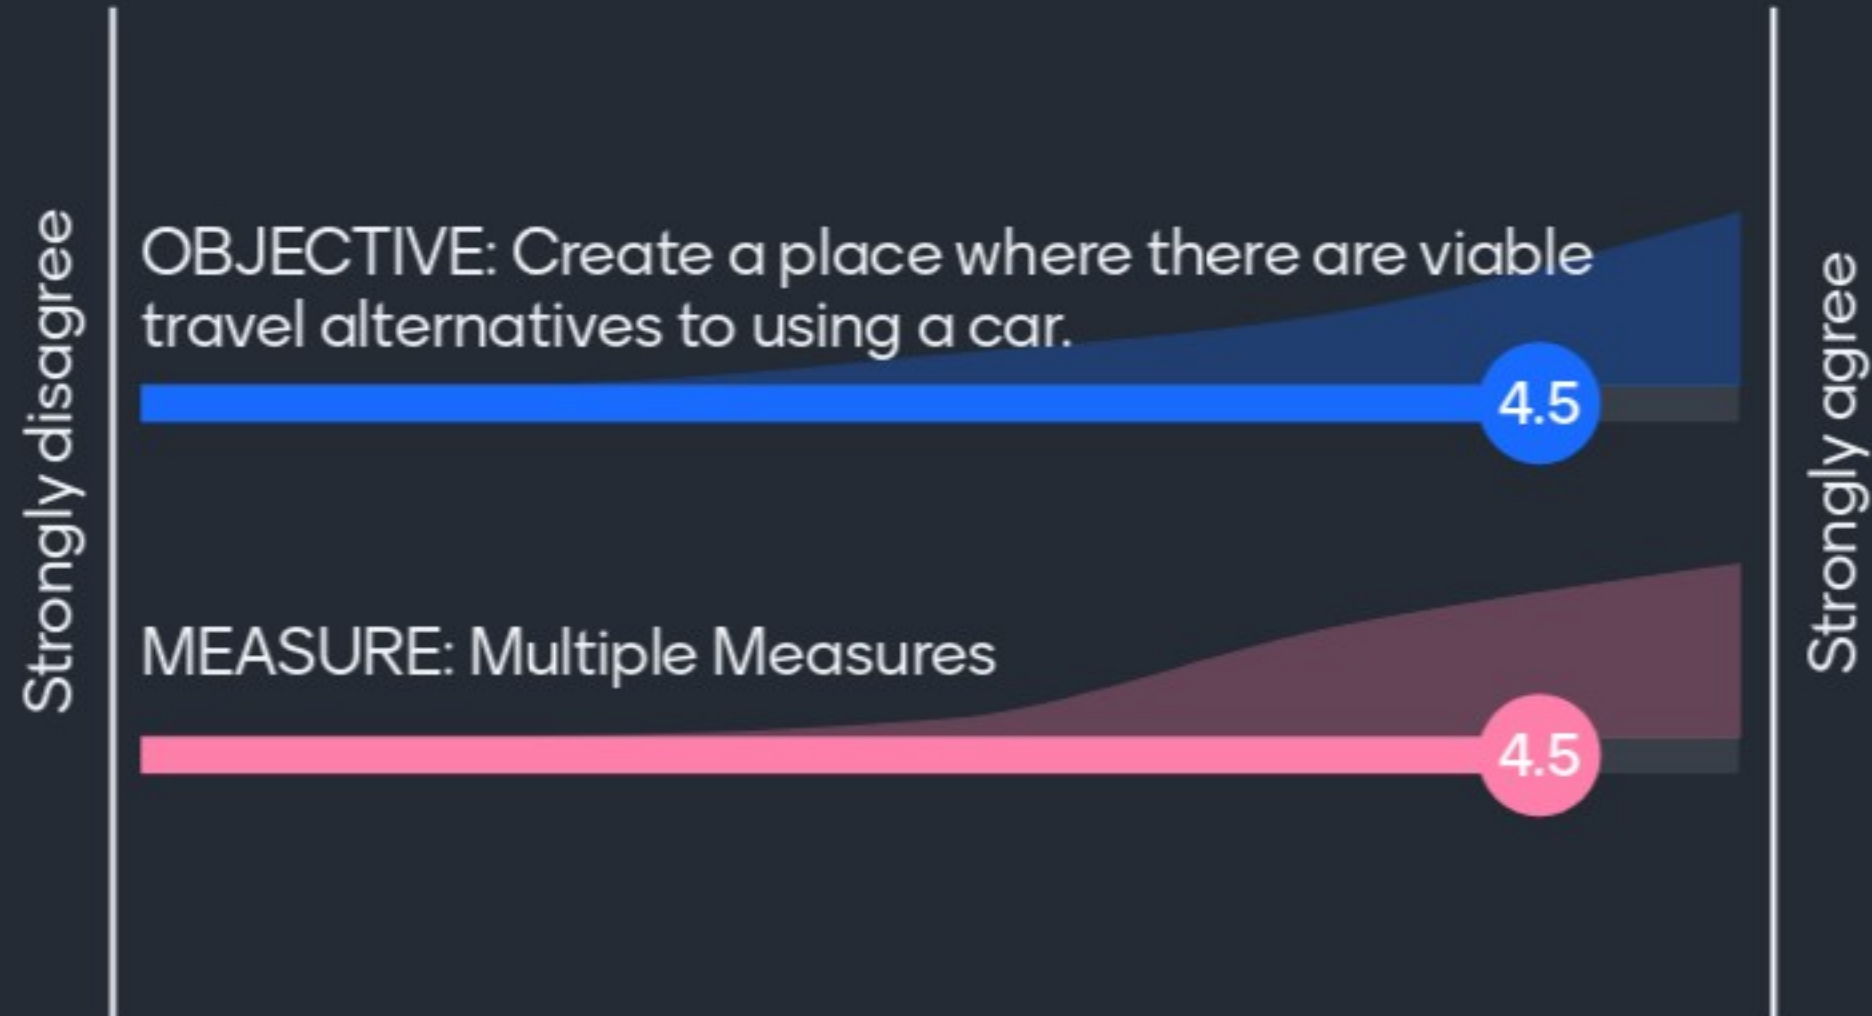 Strongly disagree
OBJECTIVE: Create a place where there are viable
travel alternatives to using a car.
4.5
MEASURE: Multiple Measures
4.5
Strongly agree